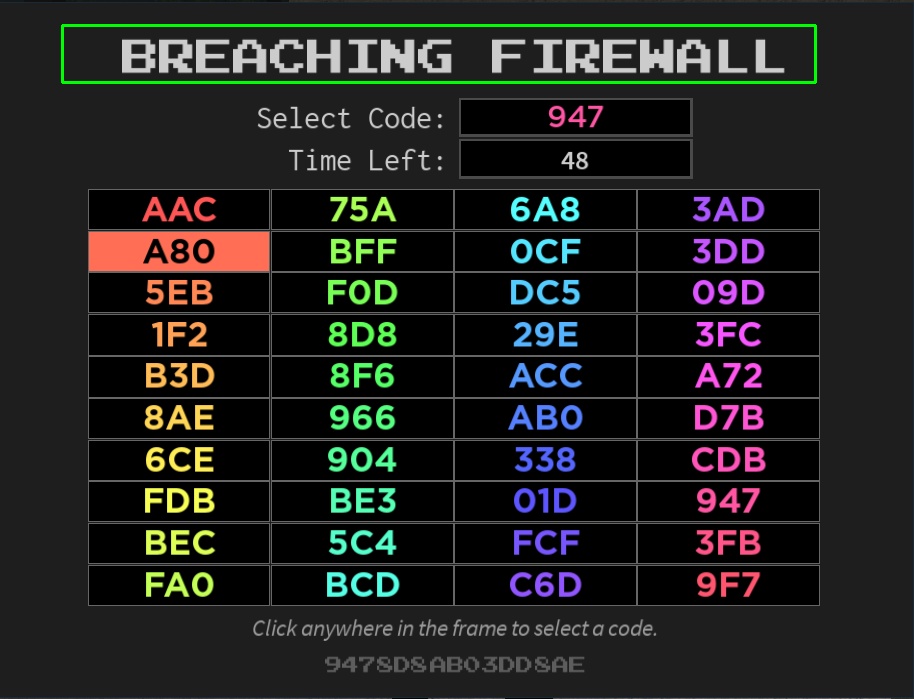 BREACHING FIREWALL
Select Code: 947
Time Left: 48
AAC 75A 6A8 3AD
A80 BFF 0CF 3DD
5EB F0D DC5 09D
1F2 8D8 29E 3FC
B3D 8F6 ACC A72
8AE 966 AB0 D7B
6CE 904 338 CDB
FDB BE3 01D 947
BEC 5C4 FCF 3FB
FA0 BCD C6D 9F7
Click anywhere in the frame to select a code.
9478D8AB03DD8AE